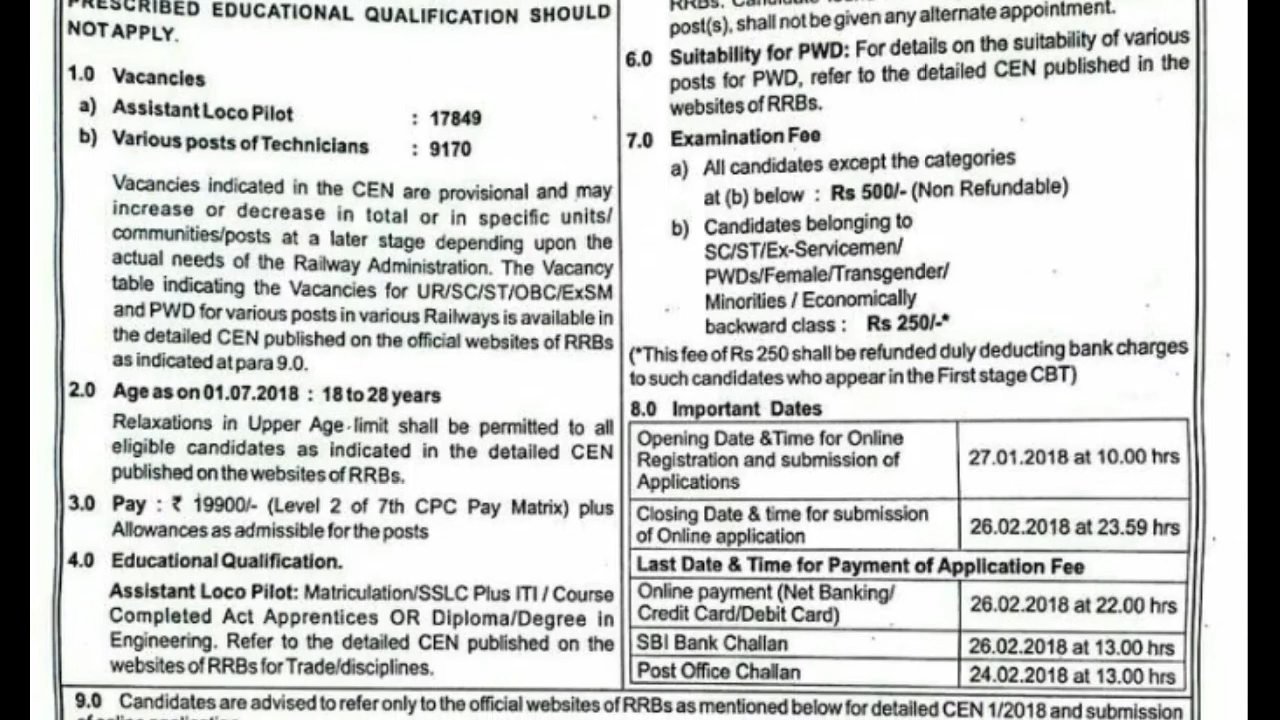 PRESCRIBED EDUCATIONAL QUALIFICATION SHOULD
NOT APPLY.
1.0 Vacancies
a) Assistant Loco Pilot : 17849
b) Various posts of Technicians : 9170
Vacancies indicated in the CEN are provisional and may
increase or decrease in total or in specific units/
communities/posts at a later stage depending upon the
actual needs of the Railway Administration. The Vacancy
table indicating the Vacancies for UR/SC/ST/OBC/ExSM
and PWD for various posts in various Railways is available in
the detailed CEN published on the official websites of RRBs
as indicated at para 9.0.
2.0 Age as on 01.07.2018 : 18 to 28 years
Relaxations in Upper Age limit shall be permitted to all
eligible candidates as indicated in the detailed CEN
published on the websites of RRBs.
3.0 Pay : ₹ 19900/- (Level 2 of 7th CPC Pay Matrix) plus
Allowances as admissible for the posts
4.0 Educational Qualification.
Assistant Loco Pilot: Matriculation/SSLC Plus ITI / Course
Completed Act Apprentices OR Diploma/Degree in
Engineering. Refer to the detailed CEN published on the
websites of RRBs for Trade/disciplines.
RRBs. Candidate
post(s), shall not be given any alternate appointment.
6.0 Suitability for PWD: For details on the suitability of various
posts for PWD, refer to the detailed CEN published in the
websites of RRBs.
7.0 Examination Fee
a) All candidates except the categories
at (b) below : Rs 500/- (Non Refundable)
b) Candidates belonging to
SC/ST/Ex-Servicemen/
PWDs/Female/Transgender/
Minorities / Economically
backward class : Rs 250/-*
(*This fee of Rs 250 shall be refunded duly deducting bank charges
to such candidates who appear in the First stage CBT)
8.0 Important Dates
Opening Date &Time for Online
Registration and submission of
Applications
27.01.2018 at 10.00 hrs
Closing Date & time for submission
of Online application
26.02.2018 at 23.59 hrs
Last Date & Time for Payment of Application Fee
Online payment (Net Banking/
Credit Card/Debit Card)
26.02.2018 at 22.00 hrs
SBI Bank Challan 26.02.2018 at 13.00 hrs
Post Office Challan 24.02.2018 at 13.00 hrs
9.0 Candidates are advised to refer only to the official websites of RRBs as mentioned below for detailed CEN 1/2018 and submission
of online application